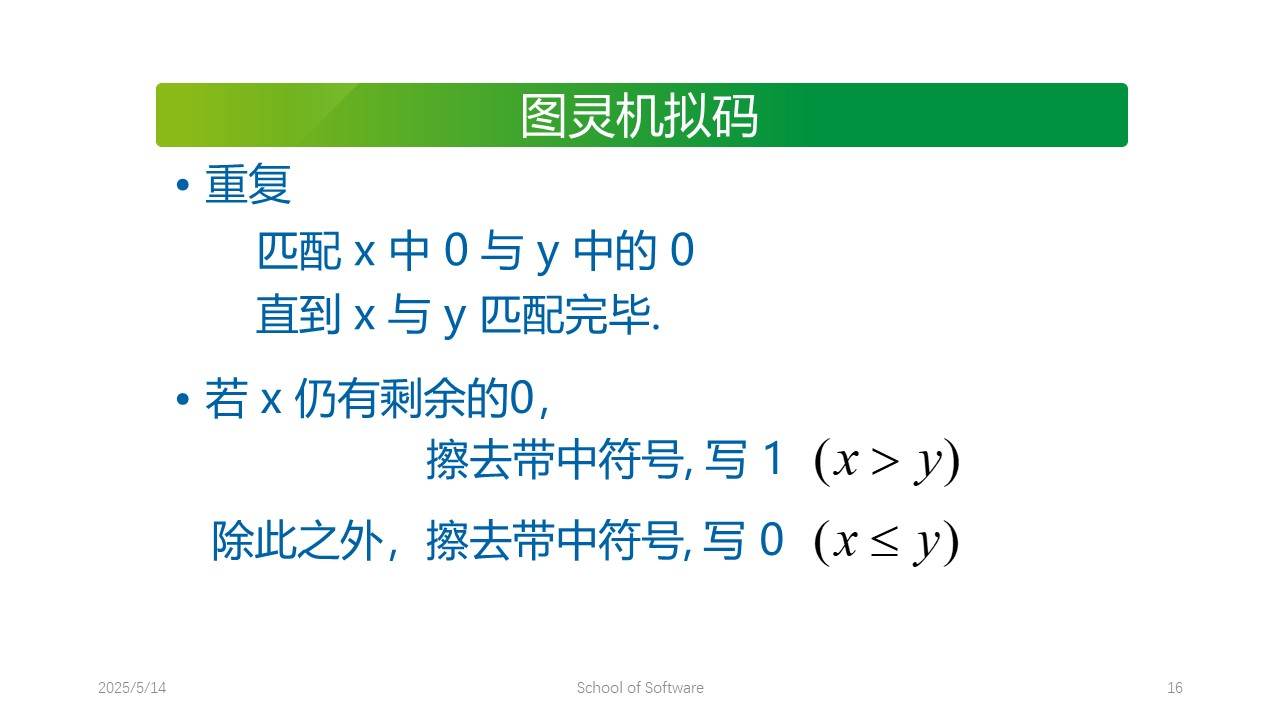 图灵机拟码
• 重复
匹配 x 中 0 与 y 中的 0
直到 x 与 y 匹配完毕.
• 若 x 仍有剩余的0，
擦去带中符号, 写 1 (x > y)
除此之外，擦去带中符号, 写 0 (x ≤ y)
2025/5/14 School of Software 16